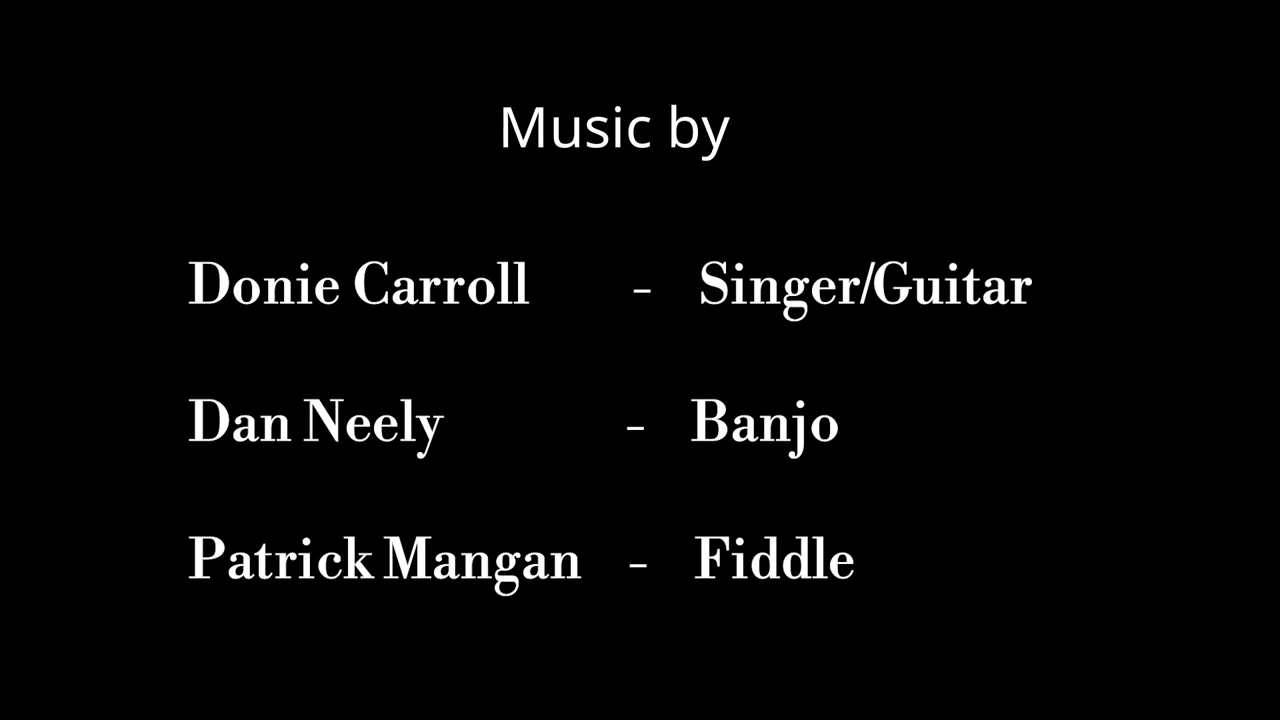 Music by
Donie Carroll - Singer/Guitar
Dan Neely - Banjo
Patrick Mangan - Fiddle